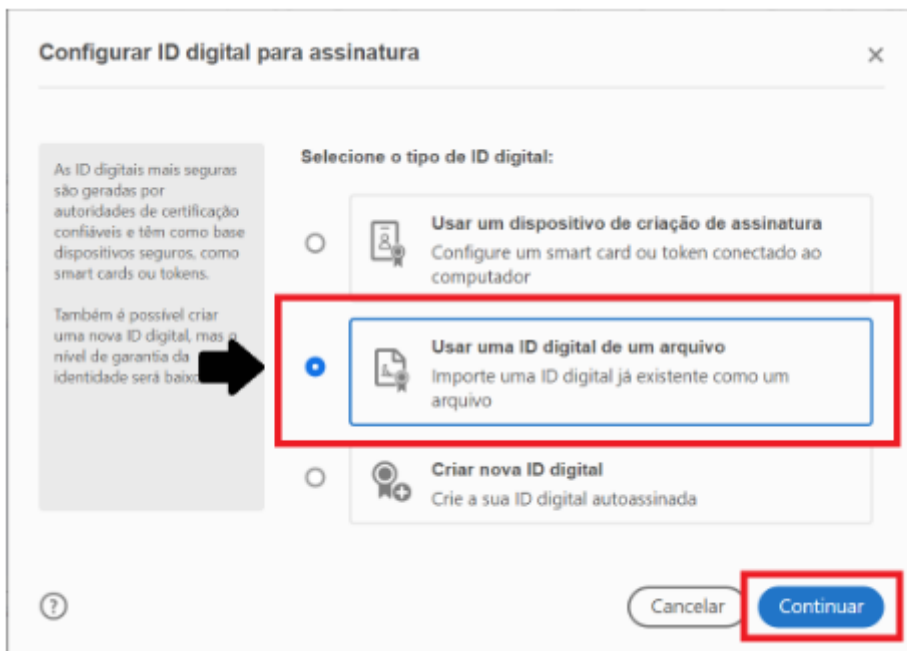 Configurar ID digital para assinatura
As ID digitais mais seguras
são geradas por
autoridades de certificação
confiáveis e têm como base
dispositivos seguros, como
smart cards ou tokens.
Também é possível criar
uma nova ID digital, mas o
nível de garantia da
identidade será
Selecione o tipo de ID digital:
Usar um dispositivo de criação de assinatura
Configure um smart card ou token conectado ao
computador
Usar uma ID digital de um arquivo
Importe uma ID digital já existente como um
arquivo
Criar nova ID digital
Crie a sua ID digital autoassinada
?
Cancelar
Continuar